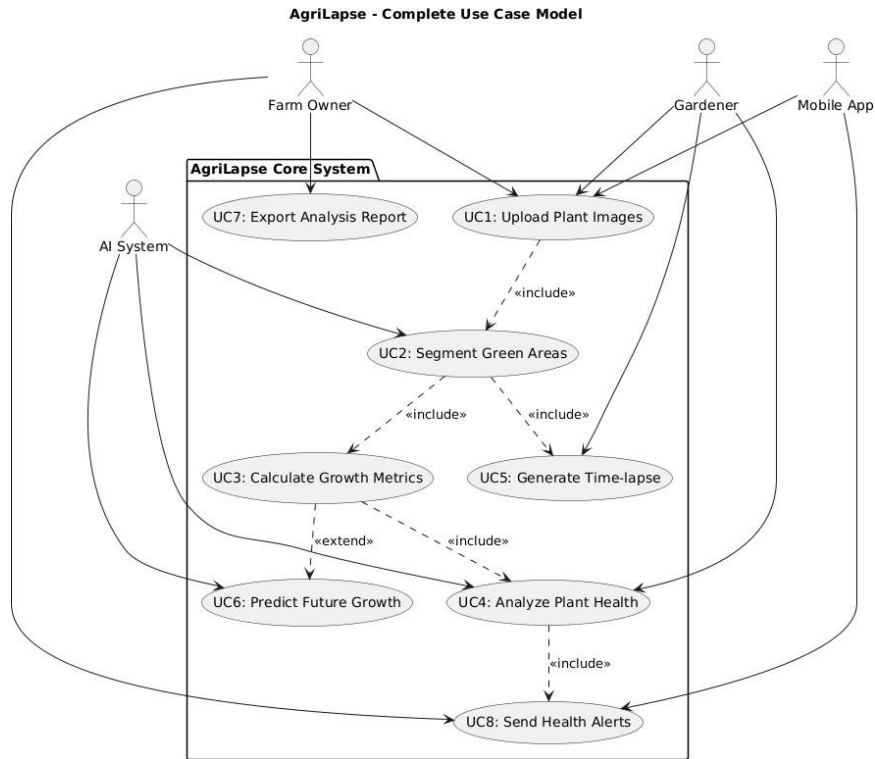 AgriLapse - Complete Use Case Model
Farm Owner
Gardener
Mobile App
AgriLapse Core System
AI System
UC7: Export Analysis Report
UC1: Upload Plant Images
«include»
UC2: Segment Green Areas
«include»
«include»
UC3: Calculate Growth Metrics
UC5: Generate Time-lapse
«extend»
«include»
UC6: Predict Future Growth
UC4: Analyze Plant Health
«include»
UC8: Send Health Alerts